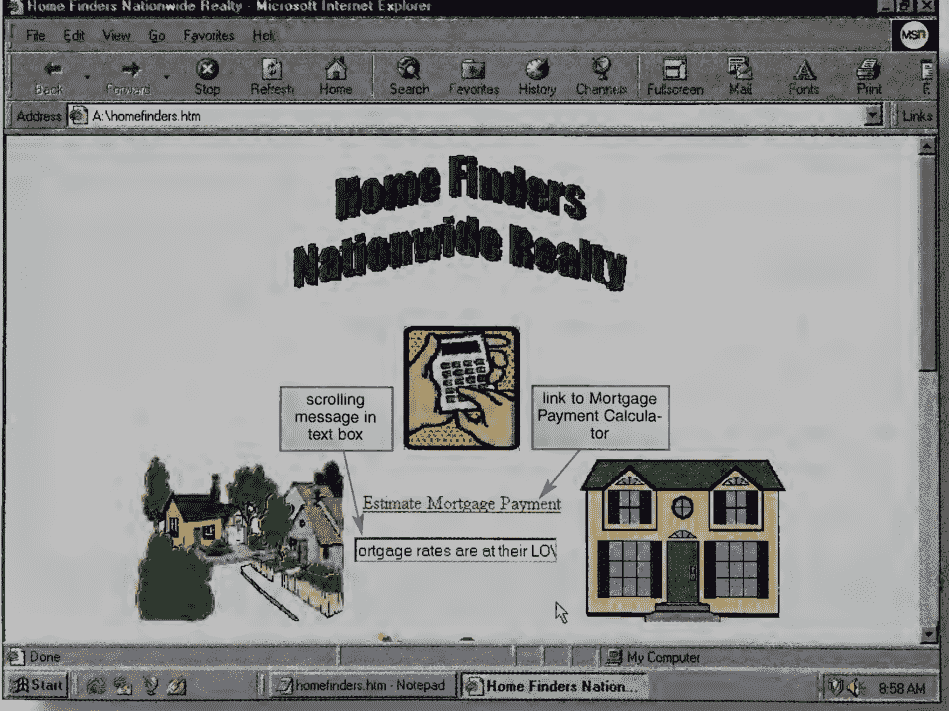 Home Finders Nationwide Realty - Microsoft Internet Explorer
File Edit View Go Favorites Help
MSN
Back Forward Stop Refresh Home Search Favorites History Channels Fullscreen Mail Fonts Print E
Address A:\homefinders.htm Links
Home Finders
Nationwide Realty
scrolling
message in
text box
link to Mortgage
Payment Calcula-
tor
Estimate Mortgage Payment
ortgage rates are at their LOV
Done My Computer
Start homefinders.htm - Notepad Home Finders Nation... 8:58 AM